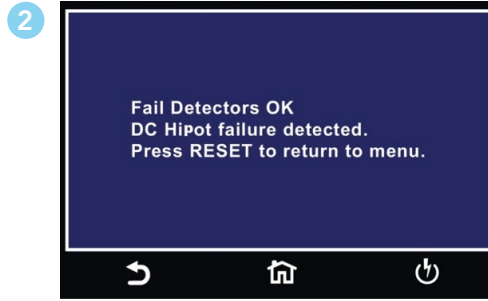 2
Fail Detectors OK
DC HiPot failure detected.
Press RESET to return to menu.